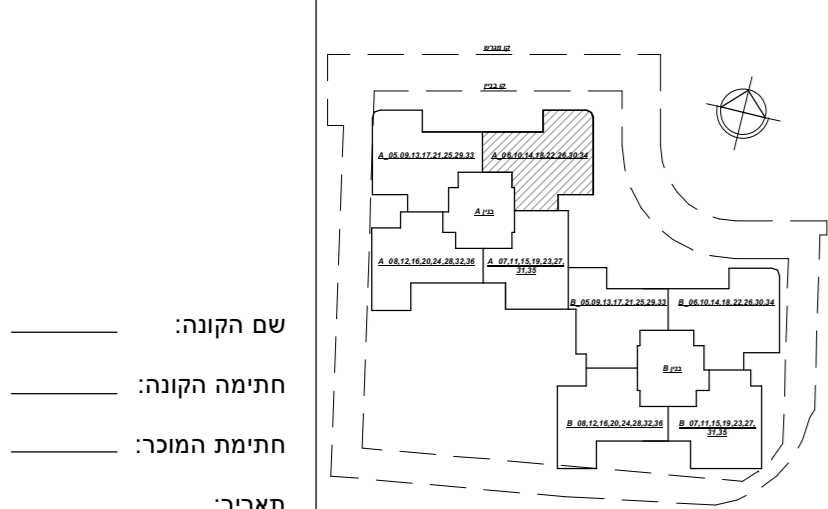 קו מגרש
קו בניין
A_05,09,13,17,21,25,29,33
A_06,10,14,18,22,26,30,34
בניין A
A_08,12,16,20,24,28,32,36
A_07,11,15,19,23,27,
31,35
B_05,09,13,17,21,25,29,33
B_06,10,14,18,22,26,30,34
בניין B
B_08,12,16,20,24,28,32,36
B_07,11,15,19,23,27,
31,35
שם הקונה:
חתימה הקונה:
חתימת המוכר:
תאריך: